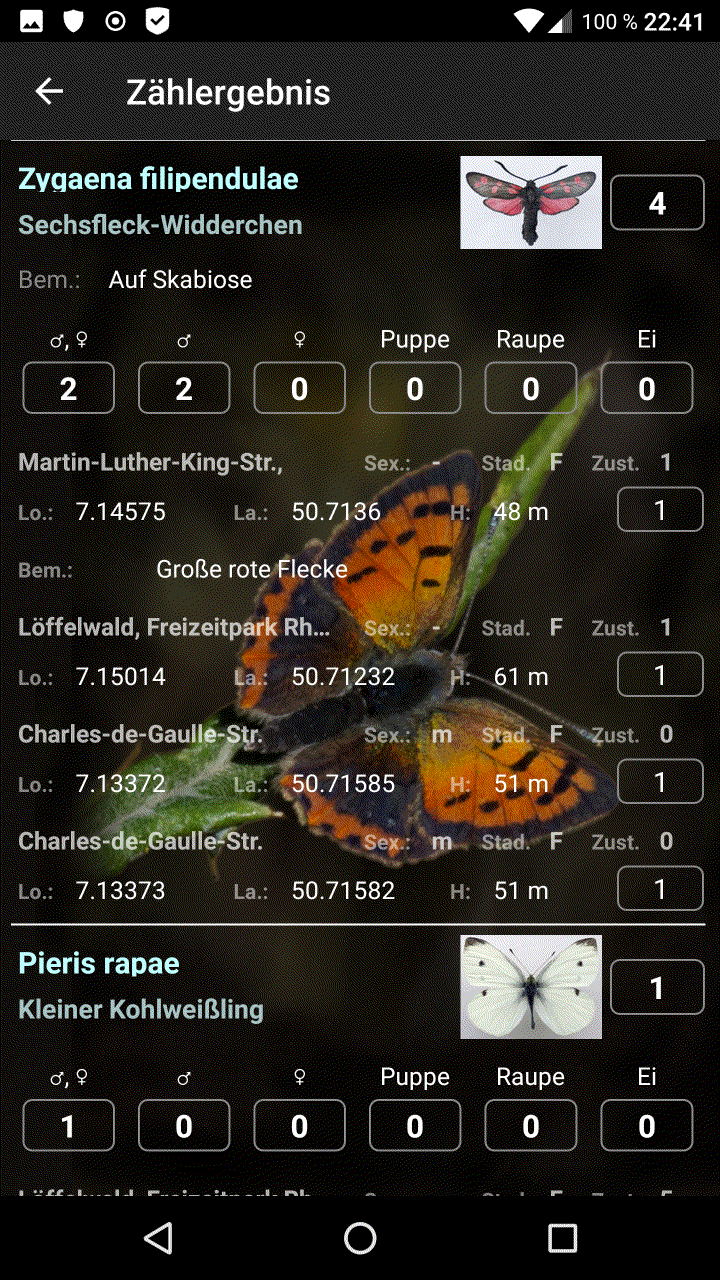 100 % 22:41
Zählergebnis
Zygaena filipendulae
4
Sechsfleck-Widderchen
Bem.: Auf Skabiose
♂, ♀ ♂ ♀ Puppe Raupe Ei
2 2 0 0 0 0
Martin-Luther-King-Str., Sex.: - Stad. F Zust. 1
Lo.: 7.14575 La.: 50.7136 H: 48 m 1
Bem.: Große rote Flecke
Löffelwald, Freizeitpark Rh... Sex.: - Stad. F Zust. 1
Lo.: 7.15014 La.: 50.71232 H: 61 m 1
Charles-de-Gaulle-Str. Sex.: m Stad. F Zust. 0
Lo.: 7.13372 La.: 50.71585 H: 51 m 1
Charles-de-Gaulle-Str. Sex.: m Stad. F Zust. 0
Lo.: 7.13373 La.: 50.71582 H: 51 m 1
Pieris rapae
1
Kleiner Kohlweißling
♂, ♀ ♂ ♀ Puppe Raupe Ei
1 0 0 0 0 0
Löffelwald, Freizeitpark Rh...